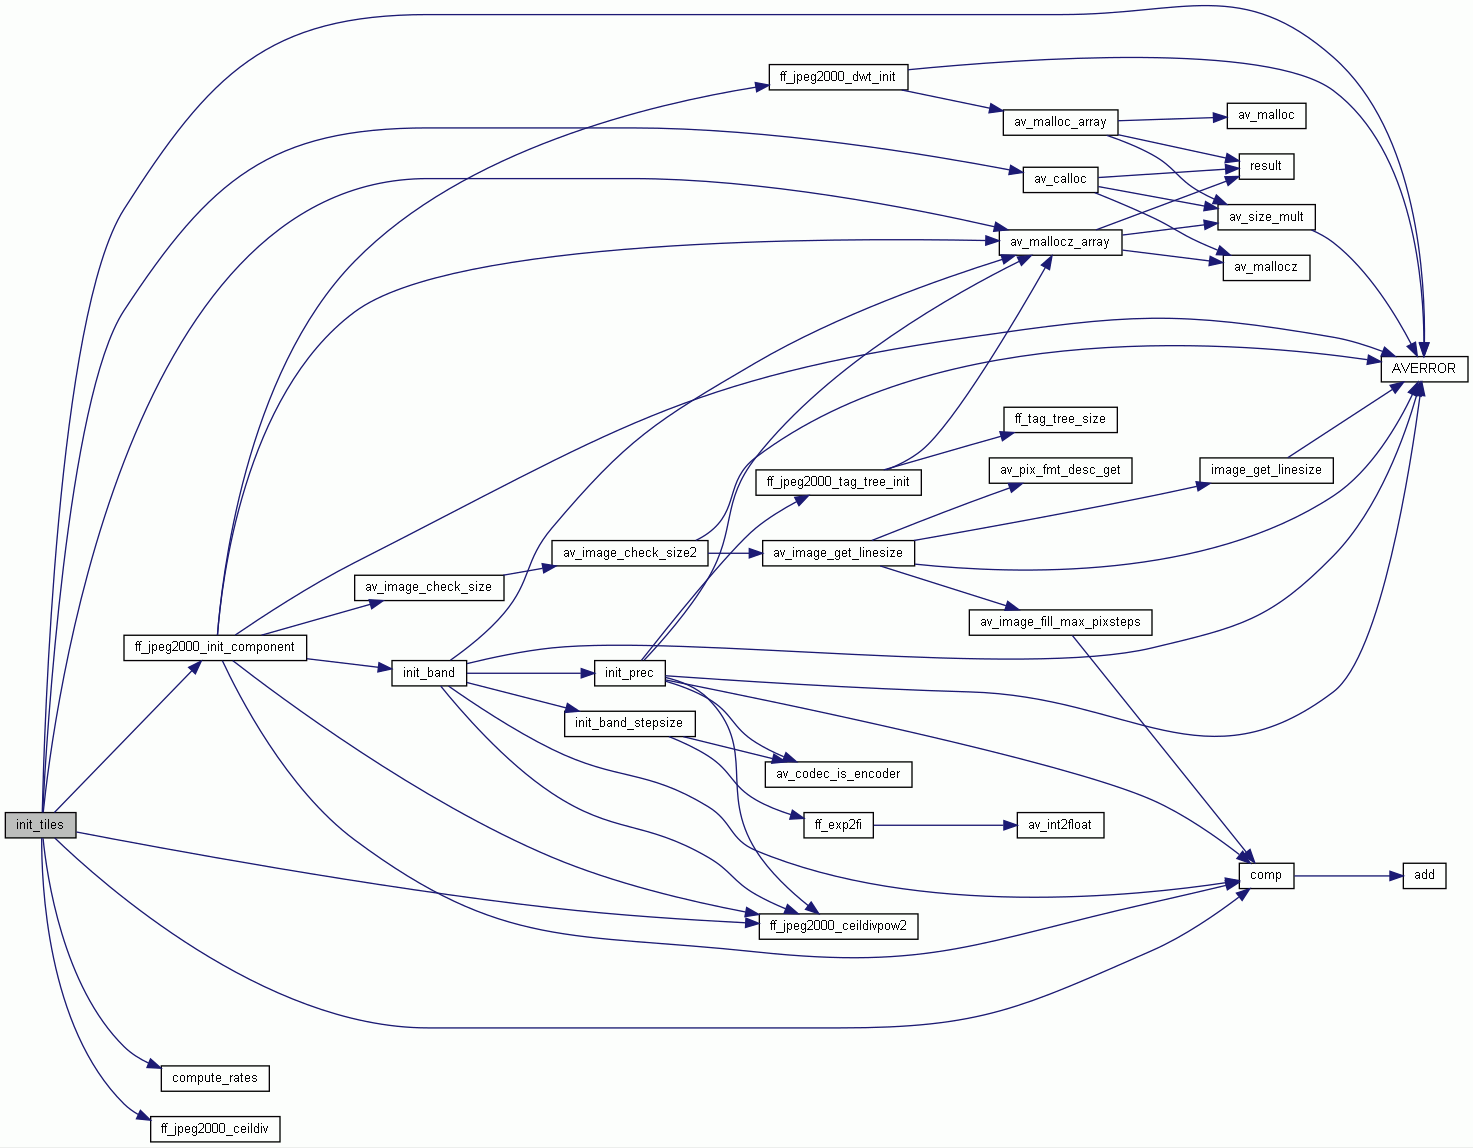 ff_jpeg2000_dwt_init
av_malloc
av_malloc_array
result
av_calloc
av_size_mult
av_mallocz_array
av_mallocz
AVERROR
ff_tag_tree_size
av_pix_fmt_desc_get
image_get_linesize
ff_jpeg2000_tag_tree_init
av_image_check_size2
av_image_get_linesize
av_image_check_size
av_image_fill_max_pixsteps
ff_jpeg2000_init_component
init_band
init_prec
init_band_stepsize
av_codec_is_encoder
init_tiles
ff_exp2fi
av_int2float
comp
add
ff_jpeg2000_ceildivpow2
compute_rates
ff_jpeg2000_ceildiv